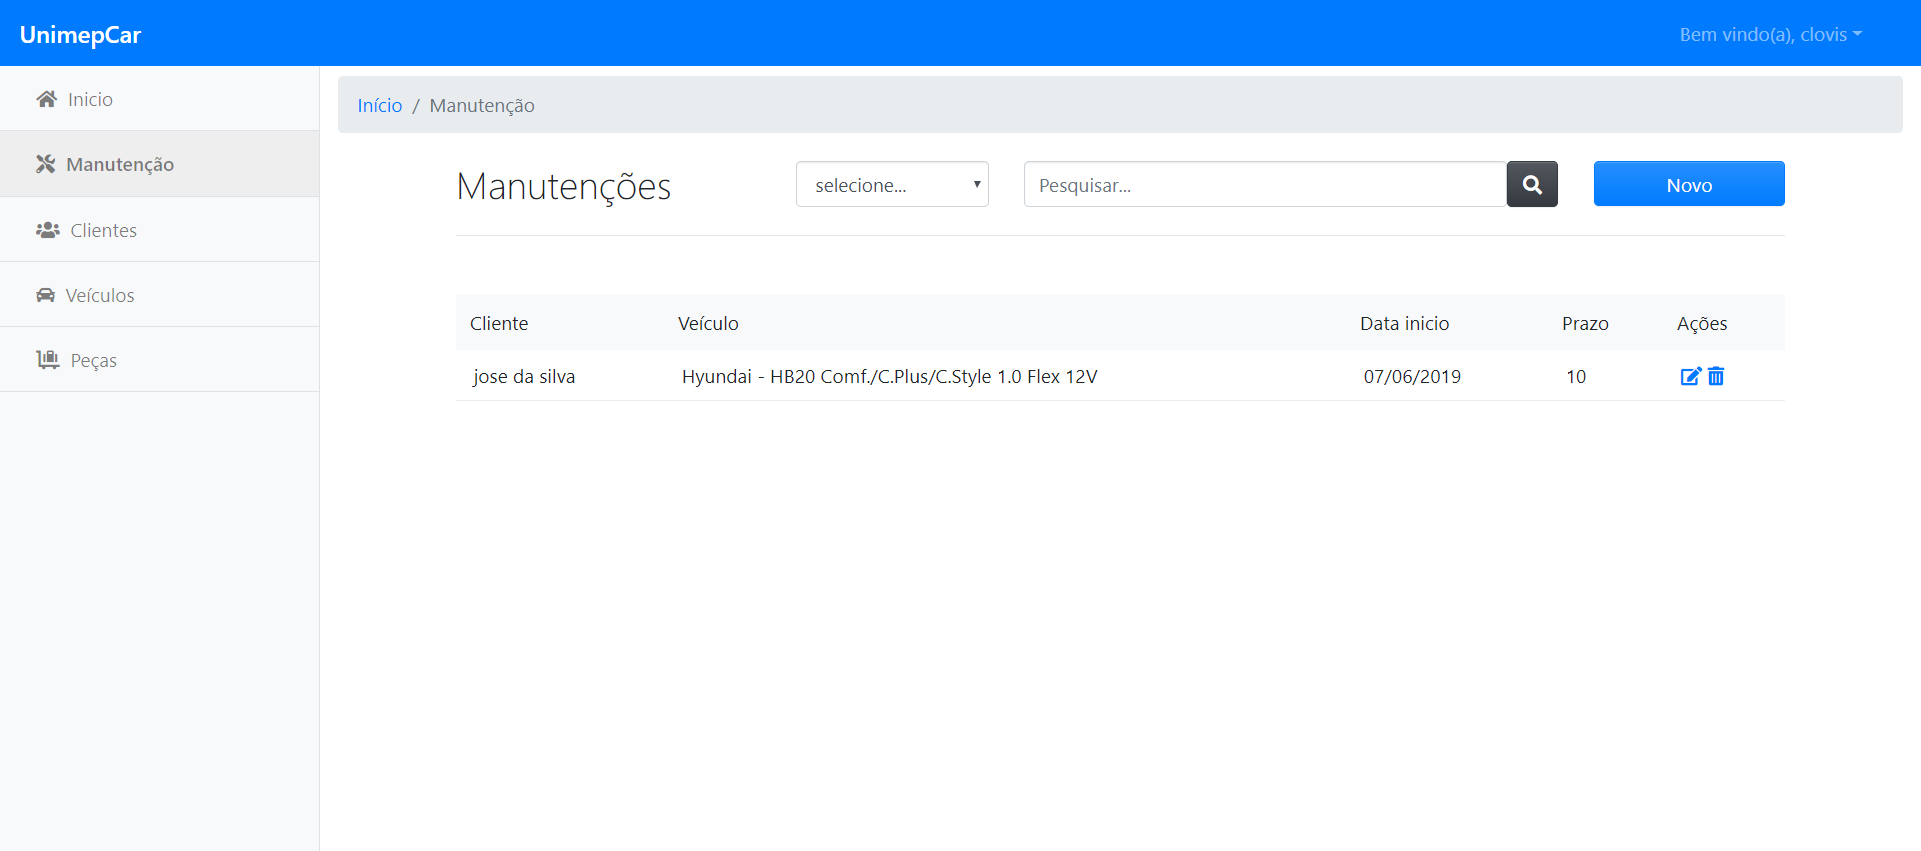 UnimepCar
Bem vindo(a), clovis
Inicio
Manutenção
Clientes
Veículos
Peças
Início / Manutenção
Manutenções
selecione...
Pesquisar...
Novo
Cliente Veículo Data inicio Prazo Ações
jose da silva Hyundai - HB20 Comf./C.Plus/C.Style 1.0 Flex 12V 07/06/2019 10